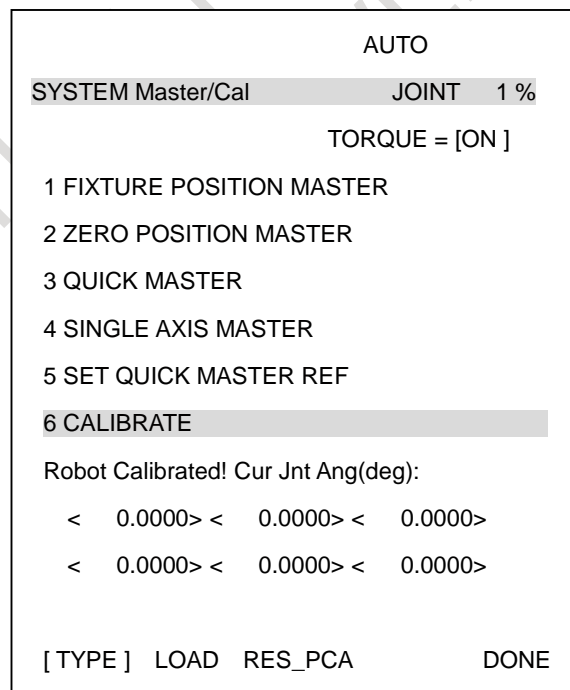 AUTO
SYSTEM Master/Cal JOINT 1 %
TORQUE = [ON ]
1 FIXTURE POSITION MASTER
2 ZERO POSITION MASTER
3 QUICK MASTER
4 SINGLE AXIS MASTER
5 SET QUICK MASTER REF
6 CALIBRATE
Robot Calibrated! Cur Jnt Ang(deg):
< 0.0000> < 0.0000> < 0.0000>
< 0.0000> < 0.0000> < 0.0000>
[ TYPE ] LOAD RES_PCA DONE